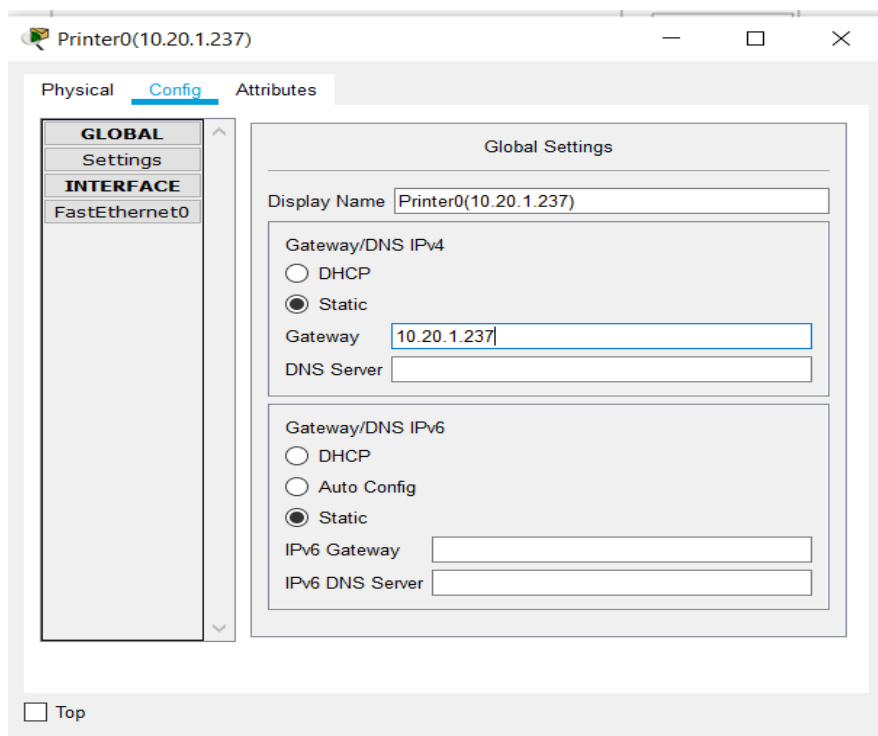 Printer0(10.20.1.237)
Physical Config Attributes
GLOBAL
Settings
INTERFACE
FastEthernet0
Global Settings
Display Name Printer0(10.20.1.237)
Gateway/DNS IPv4
DHCP
Static
Gateway 10.20.1.237
DNS Server
Gateway/DNS IPv6
DHCP
Auto Config
Static
IPv6 Gateway
IPv6 DNS Server
Top